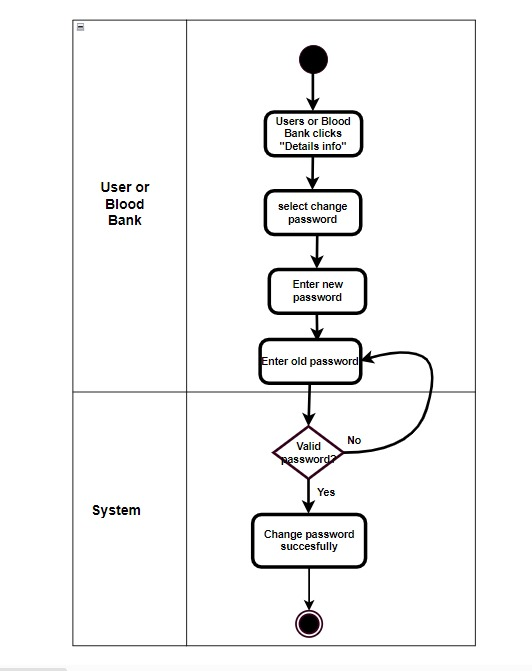 Users or Blood
Bank clicks
"Details info"
User or
Blood
Bank
select change
password
Enter new
password
Enter old password
Valid
password?
No
Yes
System
Change password
succesfully